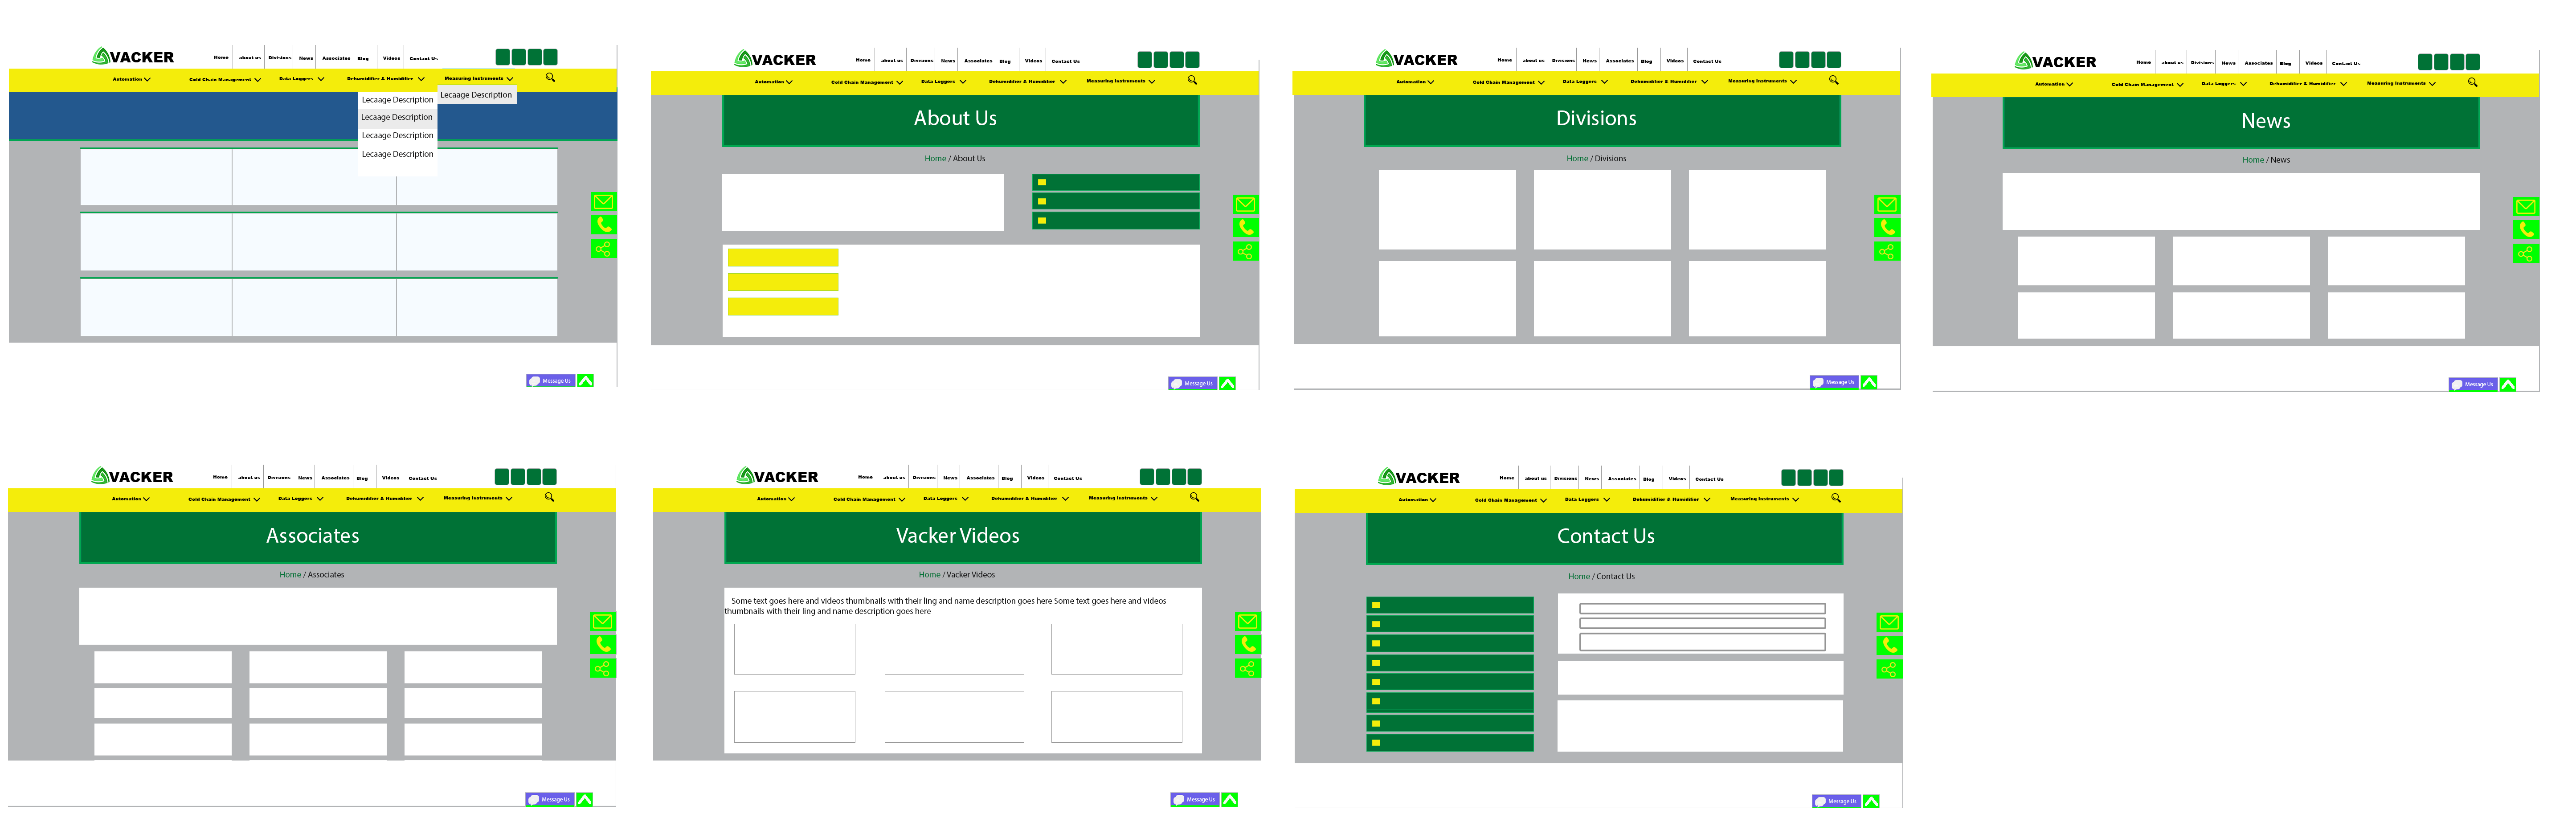 VACKER
Home about us Divisions News Associates Blog Videos Contact Us
Automation Cold Chain Management Data Loggers Dehumidifier & Humidifier Measuring Instruments
Lecaage Description
Lecaage Description
Lecaage Description
Lecaage Description
Lecaage Description
Message Us
VACKER
Home about us Divisions News Associates Blog Videos Contact Us
Automation Cold Chain Management Data Loggers Dehumidifier & Humidifier Measuring Instruments
About Us
Home / About Us
Message Us
VACKER
Home about us Divisions News Associates Blog Videos Contact Us
Automation Cold Chain Management Data Loggers Dehumidifier & Humidifier Measuring Instruments
Divisions
Home / Divisions
Message Us
VACKER
Home about us Divisions News Associates Blog Videos Contact Us
Automation Cold Chain Management Data Loggers Dehumidifier & Humidifier Measuring Instruments
News
Home / News
Message Us
VACKER
Home about us Divisions News Associates Blog Videos Contact Us
Automation Cold Chain Management Data Loggers Dehumidifier & Humidifier Measuring Instruments
Associates
Home / Associates
Message Us
VACKER
Home about us Divisions News Associates Blog Videos Contact Us
Automation Cold Chain Management Data Loggers Dehumidifier & Humidifier Measuring Instruments
Vacker Videos
Home / Vacker Videos
Some text goes here and videos thumbnails with their ling and name description goes here Some text goes here and videos
thumbnails with their ling and name description goes here
Message Us
VACKER
Home about us Divisions News Associates Blog Videos Contact Us
Automation Cold Chain Management Data Loggers Dehumidifier & Humidifier Measuring Instruments
Contact Us
Home / Contact Us
Message Us